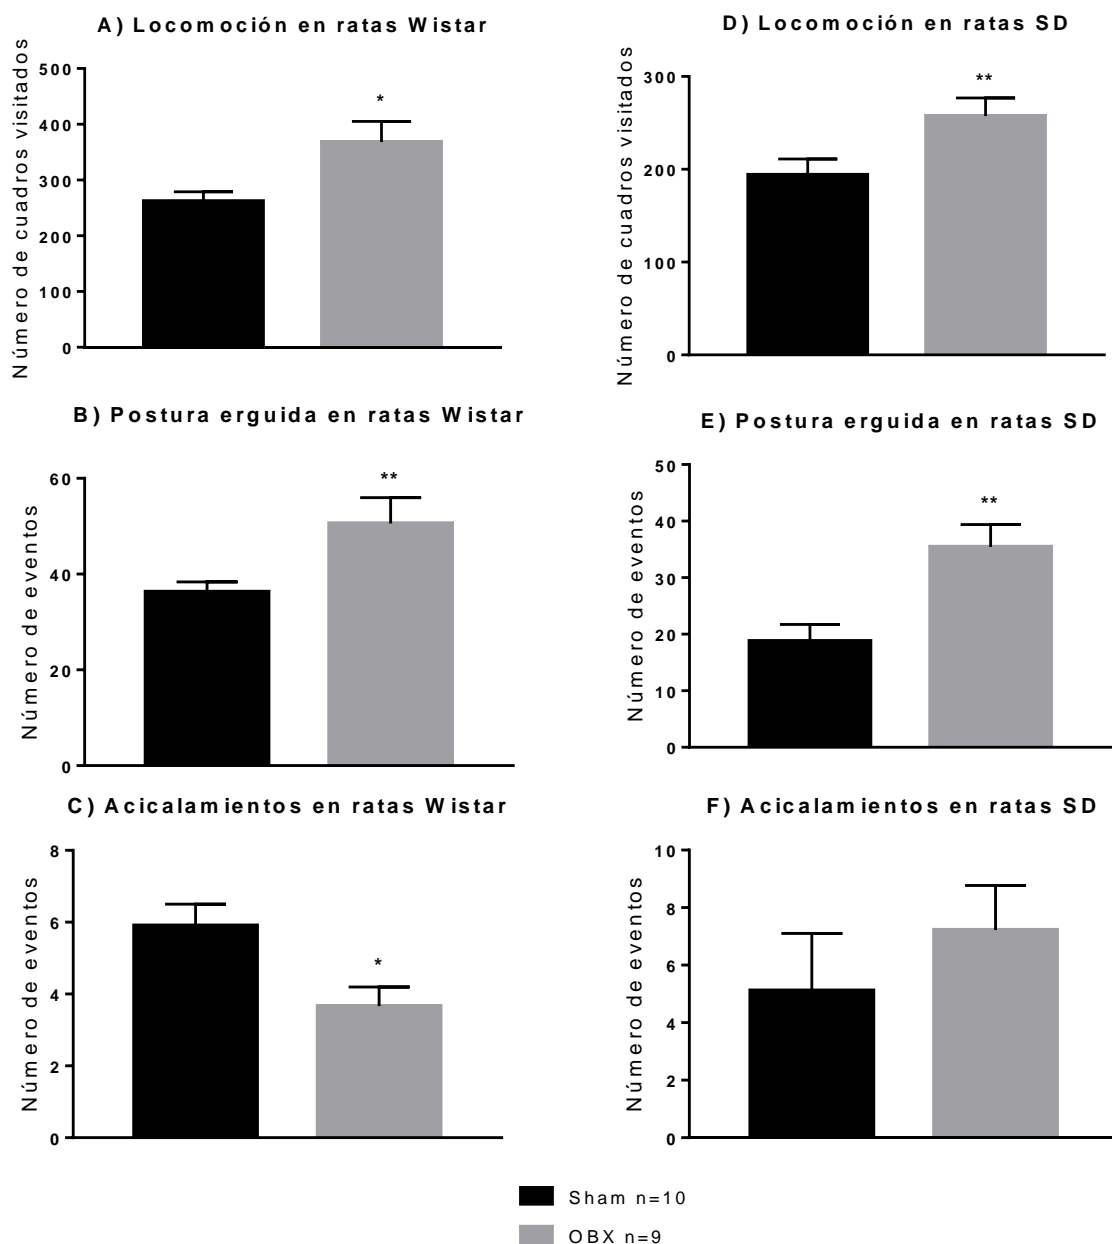 A) Locomoción en ratas Wistar
Número de cuadros visitados
500
400
300
200
100
0
*
D) Locomoción en ratas SD
Número de cuadros visitados
300
200
100
0
**
B) Postura erguida en ratas Wistar
Número de eventos
60
40
20
0
**
E) Postura erguida en ratas SD
Número de eventos
50
40
30
20
10
0
**
C) Acicalamientos en ratas Wistar
Número de eventos
8
6
4
2
0
*
F) Acicalamientos en ratas SD
Número de eventos
10
8
6
4
2
0
Sham n=10
OBX n=9